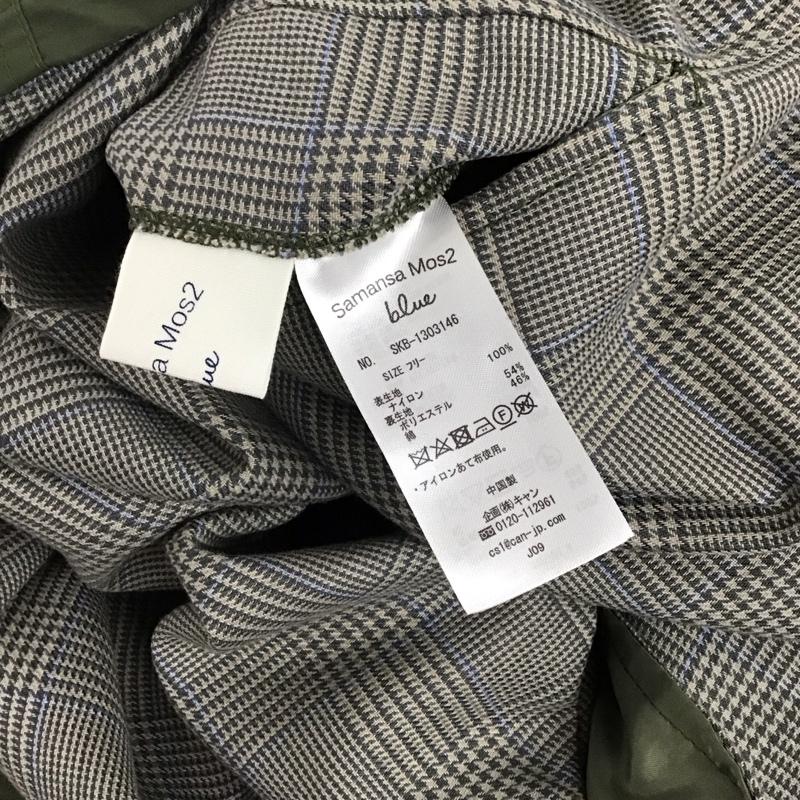 a Mos2
ue
Samansa Mos2
blue
NO. SKB-1303146
SIZE フリー
表生地
ナイロン 100%
裏生地
ポリエステル 54%
綿 46%
・アイロンあて布使用。
中国製
企画(株)キャン
0120-112961
cs1@can-jp.com
J09